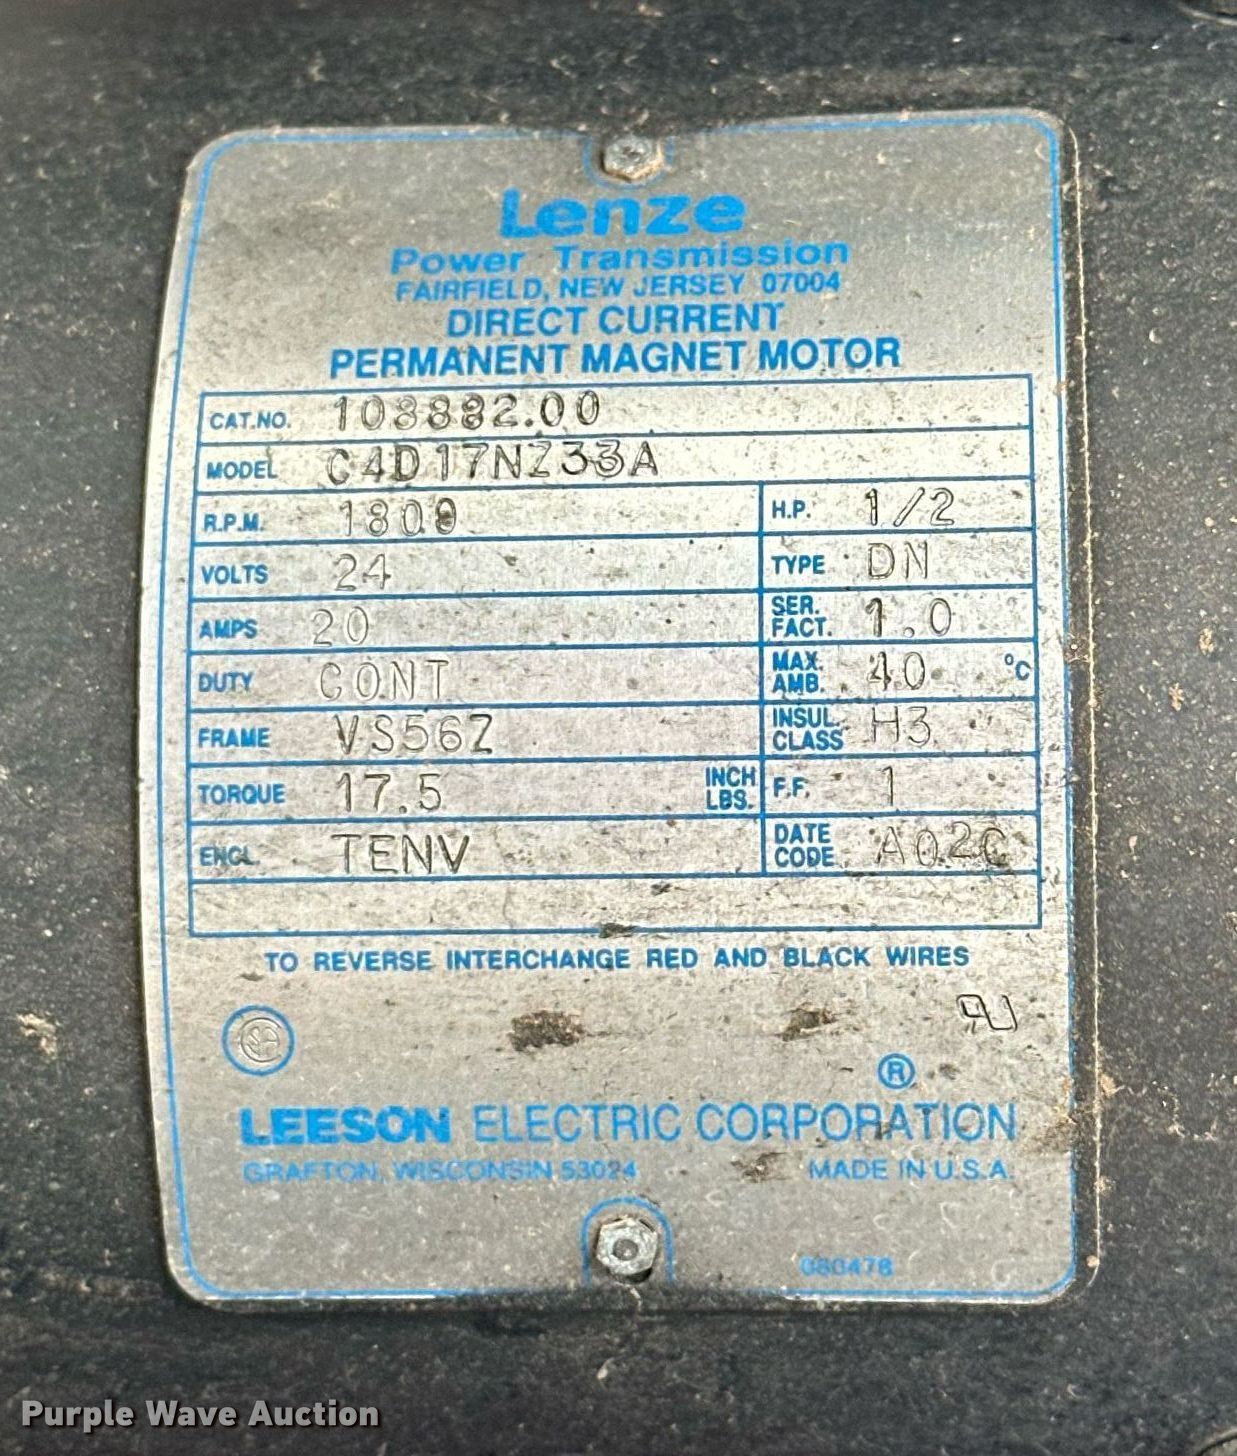 Lenze
Power Transmission
FAIRFIELD, NEW JERSEY 07004
DIRECT CURRENT
PERMANENT MAGNET MOTOR
CAT.NO. 108882.00
MODEL C4D17NZ33A
R.P.M. 1800 H.P. 1/2
VOLTS 24 TYPE DN
AMPS 20 SER. FACT. 1.0
DUTY CONT MAX. AMB. 40 °C
FRAME VS56Z INSUL. CLASS H3
TORQUE 17.5 INCH LBS. F.F. 1
ENCL. TENV DATE CODE A02C
TO REVERSE INTERCHANGE RED AND BLACK WIRES
®
LEESON ELECTRIC CORPORATION
GRAFTON, WISCONSIN 53024 MADE IN U.S.A.
080476
Purple Wave Auction